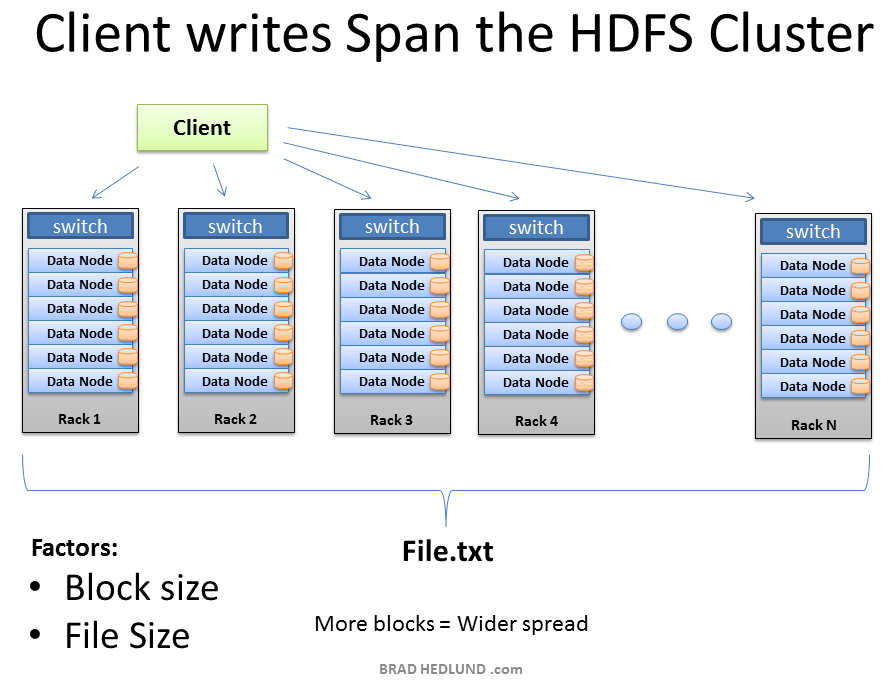 Client writes Span the HDFS Cluster
Client
switch
Data Node
Data Node
Data Node
Data Node
Data Node
Data Node
Rack 1
switch
Data Node
Data Node
Data Node
Data Node
Data Node
Data Node
Rack 2
switch
Data Node
Data Node
Data Node
Data Node
Data Node
Data Node
Rack 3
switch
Data Node
Data Node
Data Node
Data Node
Data Node
Data Node
Rack 4
switch
Data Node
Data Node
Data Node
Data Node
Data Node
Data Node
Rack N
File.txt
Factors:
• Block size
• File Size
More blocks = Wider spread
BRAD HEDLUND .com